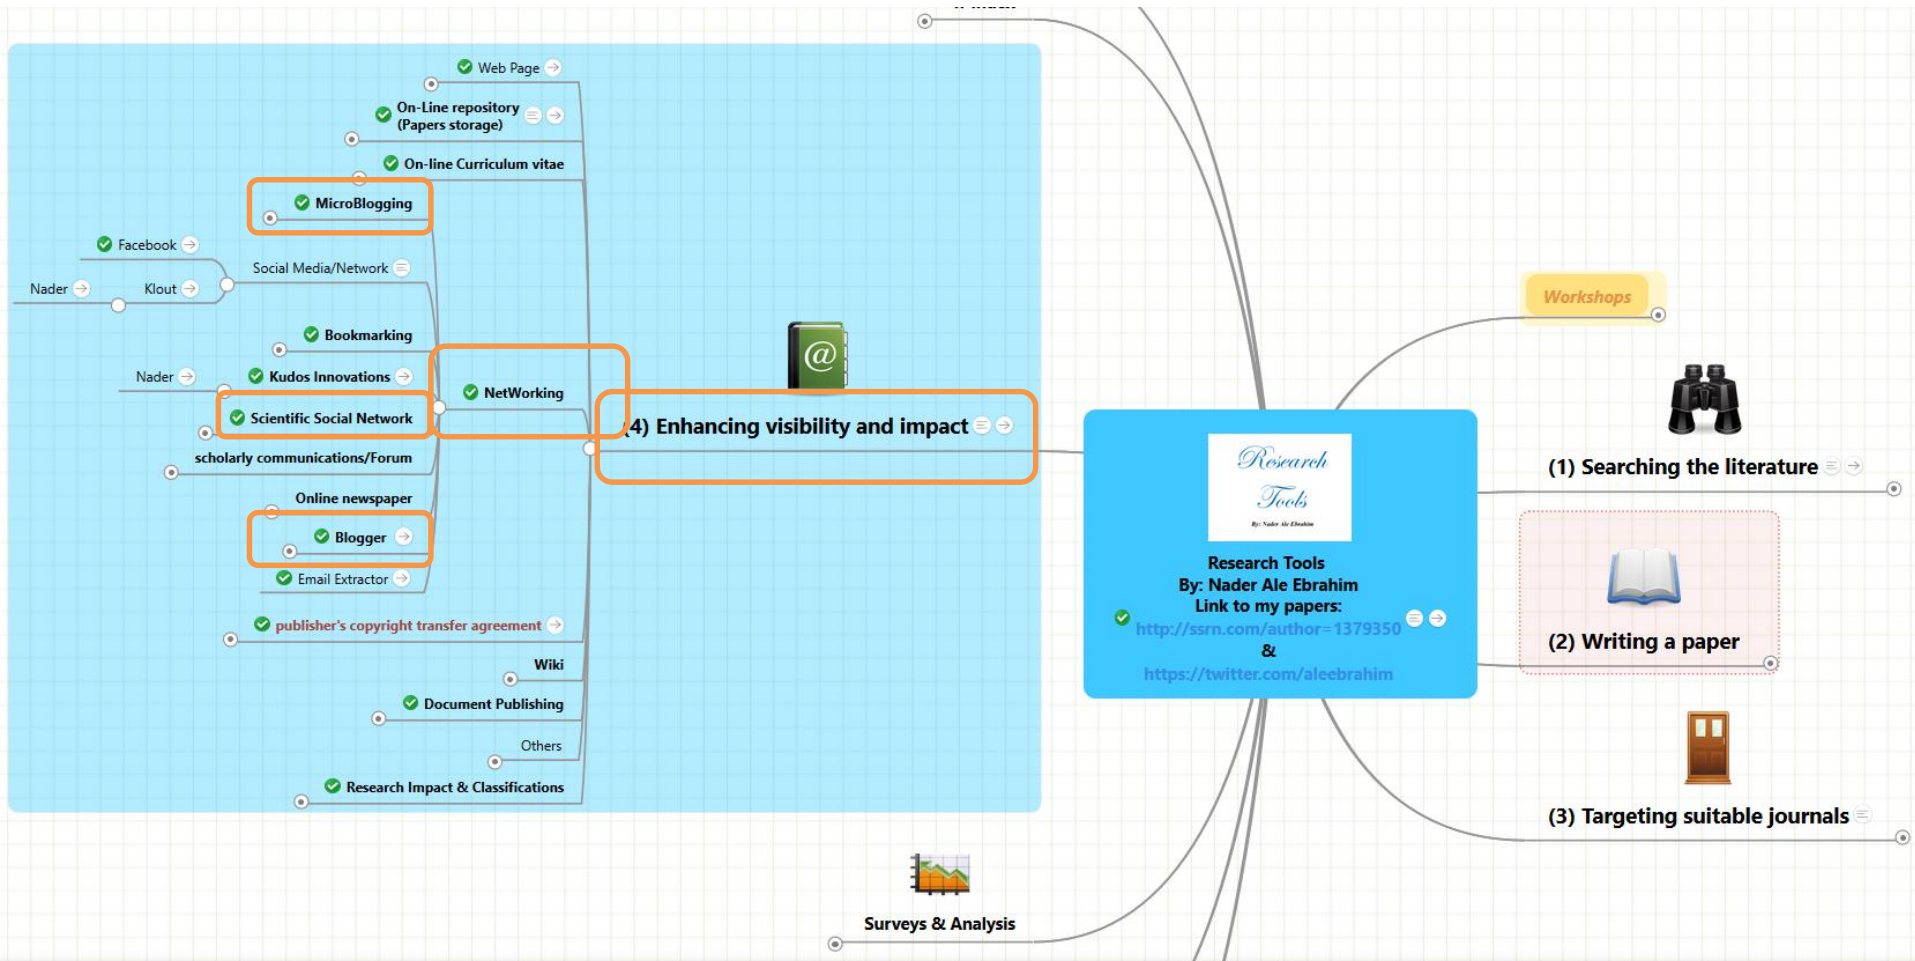 Web Page
On-Line repository
(Papers storage)
On-line Curriculum vitae
MicroBlogging
Facebook
Social Media/Network
Nader
Klout
Bookmarking
Nader
Kudos Innovations
NetWorking
Scientific Social Network
scholarly communications/Forum
Online newspaper
Blogger
Email Extractor
publisher's copyright transfer agreement
Wiki
Document Publishing
Others
Research Impact & Classifications
@
(4) Enhancing visibility and impact
Surveys & Analysis
Research
Tools
By: Nader Ale Ebrahim
Research Tools
By: Nader Ale Ebrahim
Link to my papers:
http://ssrn.com/author=1379350
&
https://twitter.com/aleebrahim
Workshops
(1) Searching the literature
(2) Writing a paper
(3) Targeting suitable journals